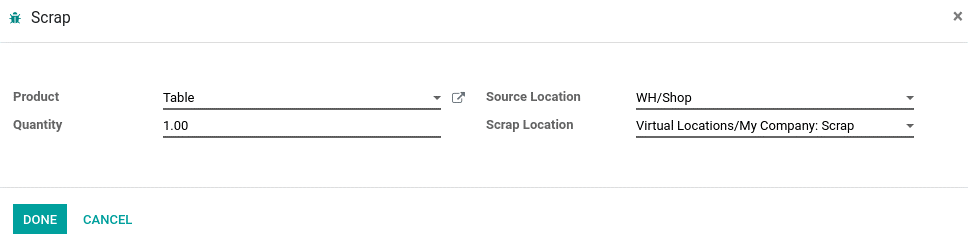 Scrap
Product Table Source Location WH/Shop
Quantity 1.00 Scrap Location Virtual Locations/My Company: Scrap
DONE CANCEL